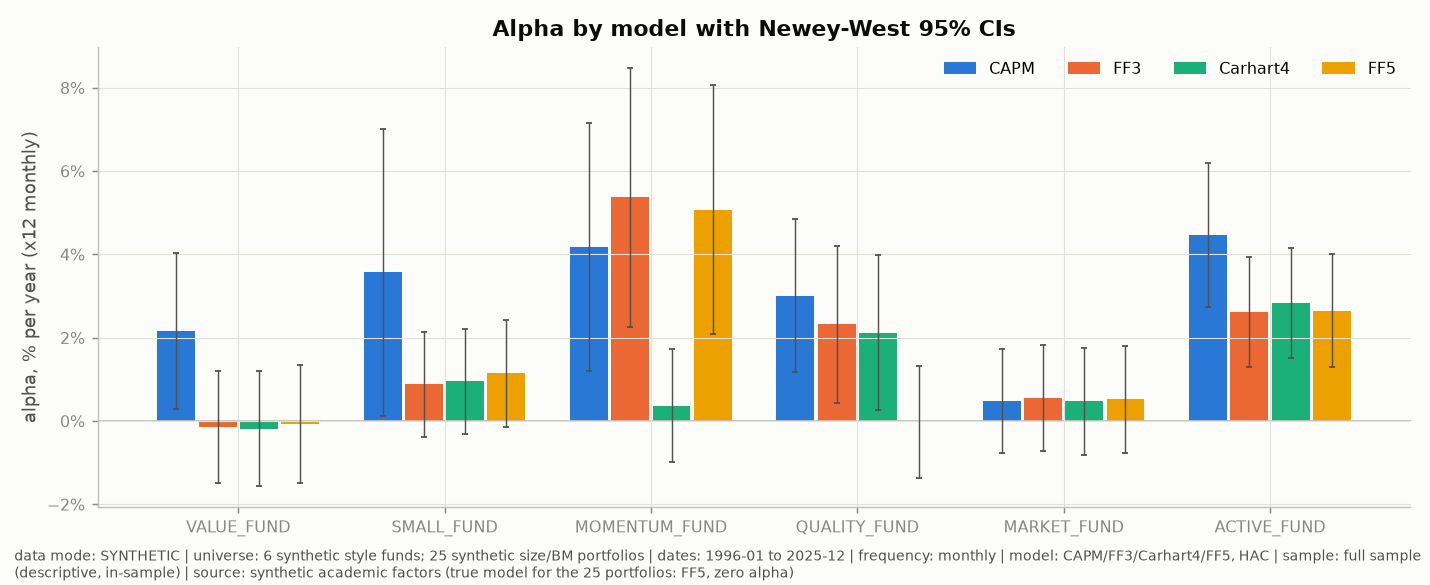 Alpha by model with Newey-West 95% CIs
CAPM FF3 Carhart4 FF5
alpha, % per year (x12 monthly)
8%
6%
4%
2%
0%
−2%
VALUE_FUND SMALL_FUND MOMENTUM_FUND QUALITY_FUND MARKET_FUND ACTIVE_FUND
data mode: SYNTHETIC | universe: 6 synthetic style funds; 25 synthetic size/BM portfolios | dates: 1996-01 to 2025-12 | frequency: monthly | model: CAPM/FF3/Carhart4/FF5, HAC | sample: full sample
(descriptive, in-sample) | source: synthetic academic factors (true model for the 25 portfolios: FF5, zero alpha)